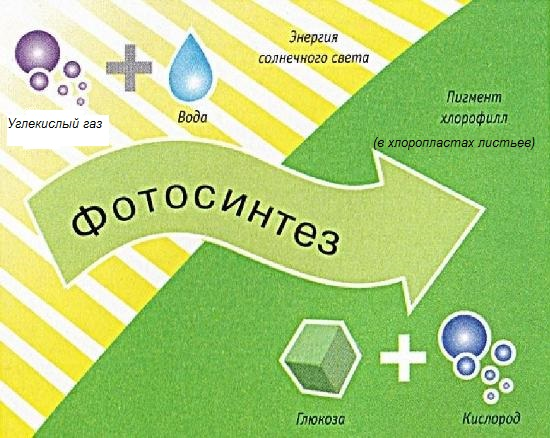 Энергия
солнечного света
Углекислый газ
Вода
Пигмент
хлорофилл
(в хлоропластах листьев)
Фотосинтез
Глюкоза
Кислород